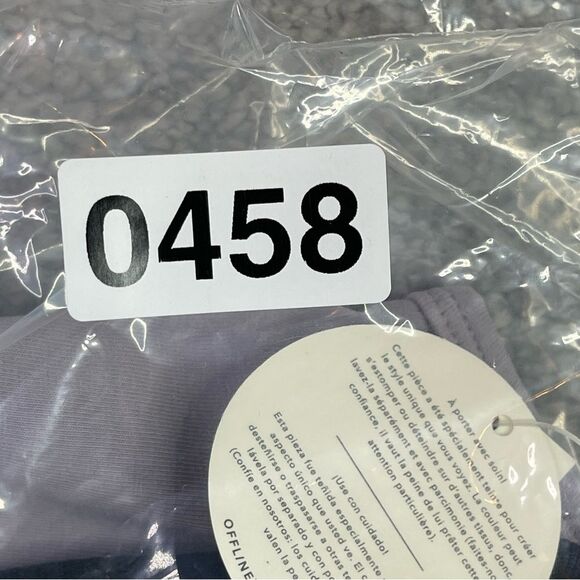 0458
À porter avec soin
Cette pièce a été spécialement teinte pour créer
le style unique que vous voyez. La couleur peut
s'estomper ou déteindre sur d'autres tissus, donc
lavez-la séparément et avec parcimonie (faites-nous
confiance, il vaut la peine de lui prêter cette
attention particulière).
¡Use con cuidado!
Esta pieza fue teñida especialmente
aspecto único que usted ve. El
desteñirse o traspasarse a otras te
lávela por separado y con p
(Confíe en nosotros: los cuid
valen la pe
OFFLINE